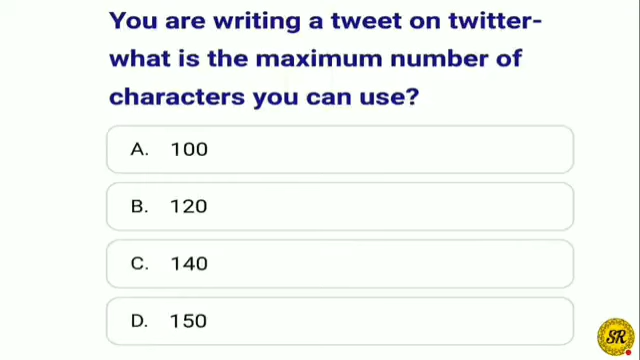 You are writing a tweet on twitter-
what is the maximum number of
characters you can use?
A. 100
B. 120
C. 140
D. 150
SR